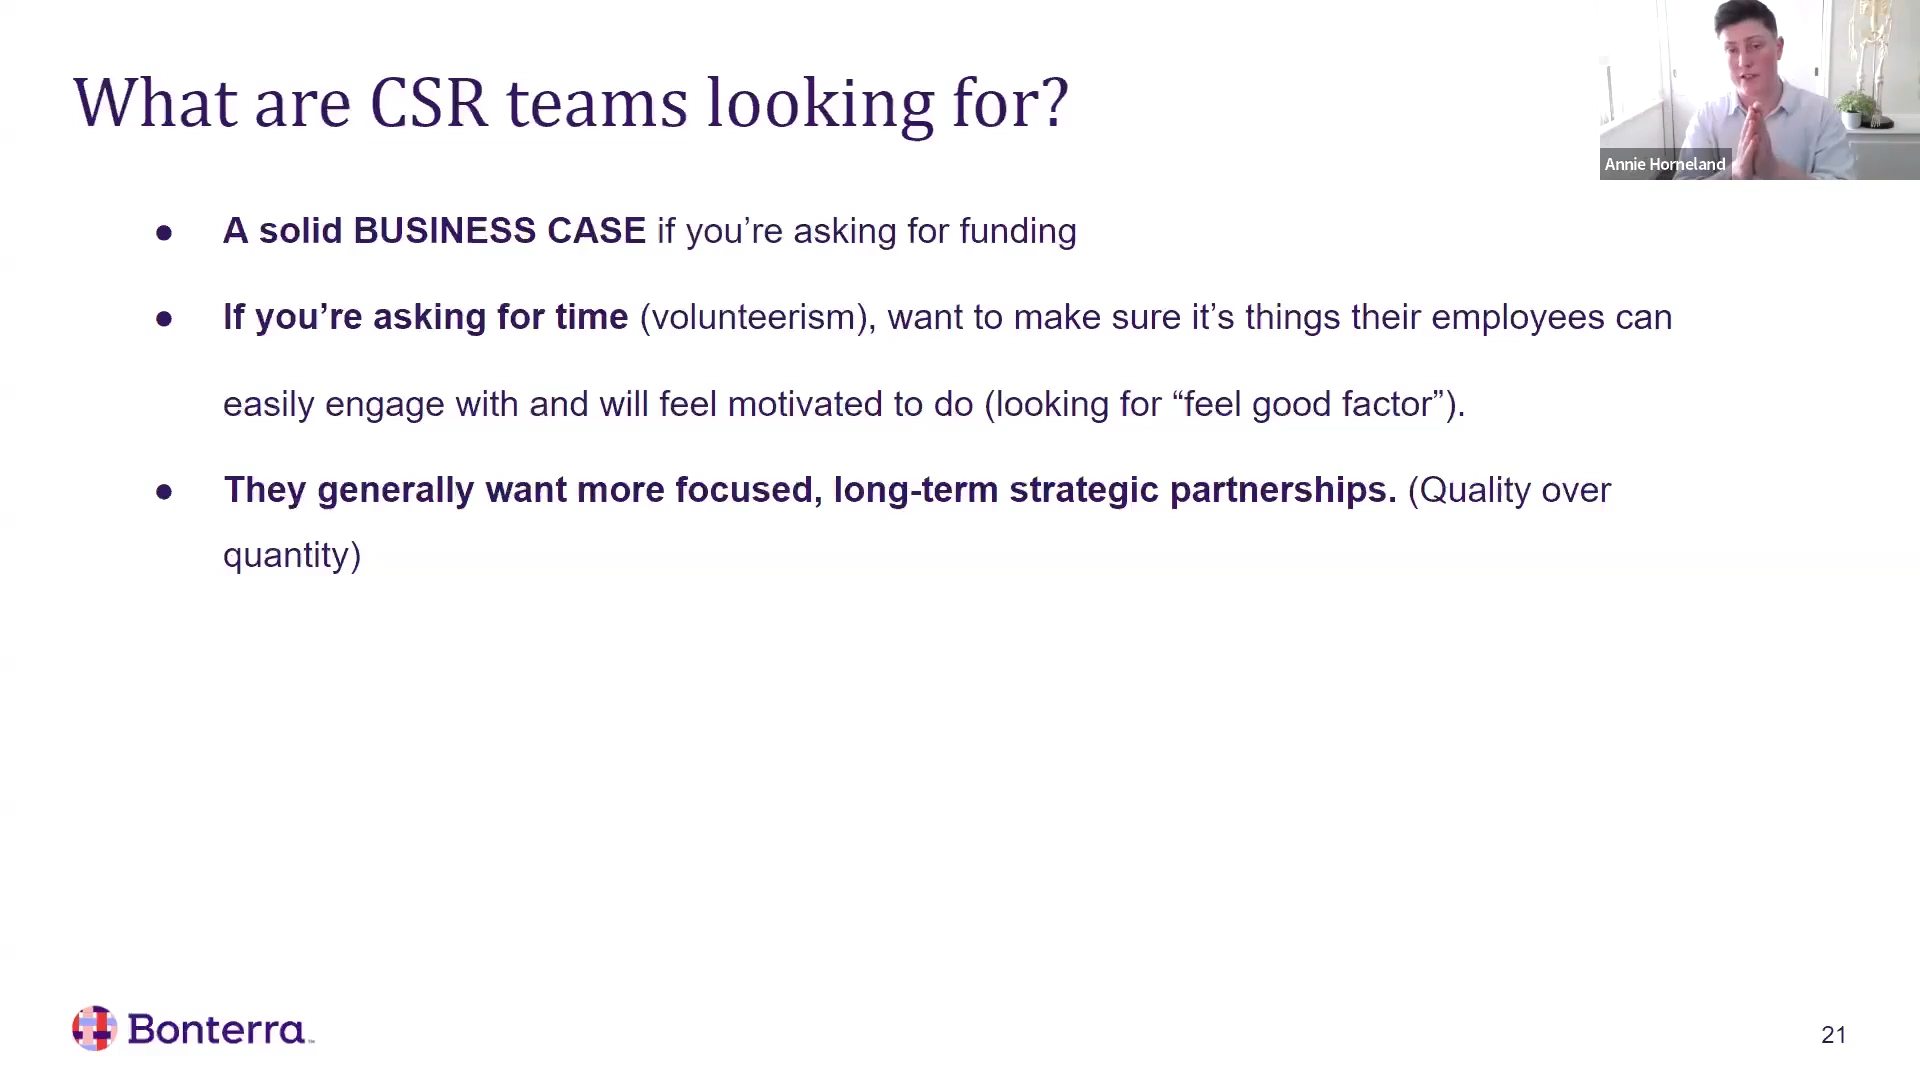 What are CSR teams looking for?
Annie Horneland
● A solid BUSINESS CASE if you’re asking for funding
● If you’re asking for time (volunteerism), want to make sure it’s things their employees can
easily engage with and will feel motivated to do (looking for “feel good factor”).
● They generally want more focused, long-term strategic partnerships. (Quality over
quantity)
Bonterra™
21